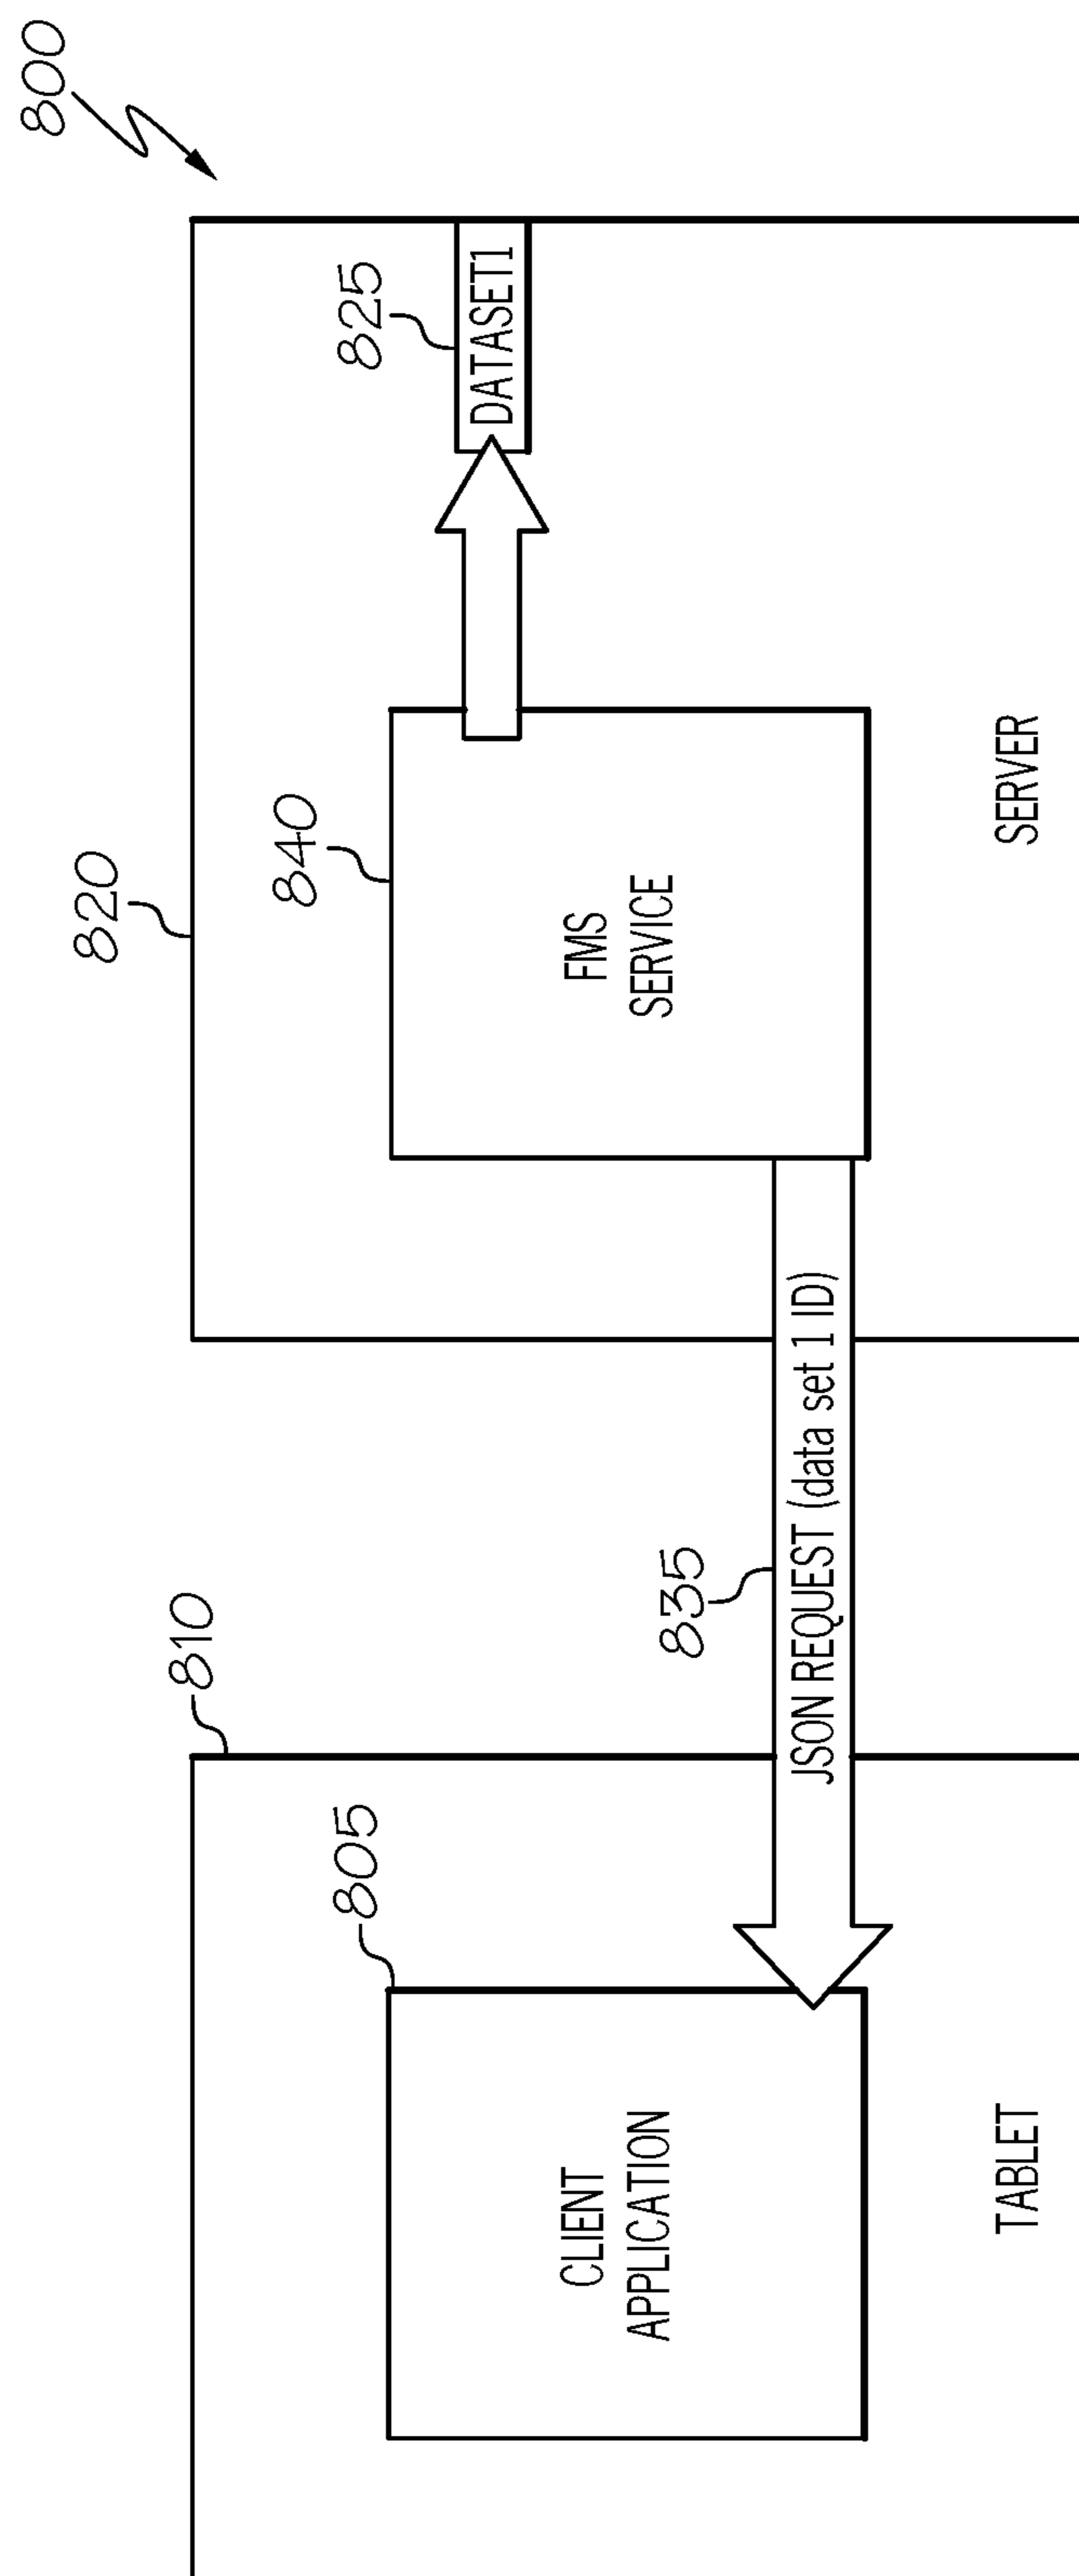 800
820
825
840
DATASET1
FMS
SERVICE
SERVER
810
835
JSON REQUEST (data set 1 ID)
805
CLIENT
APPLICATION
TABLET